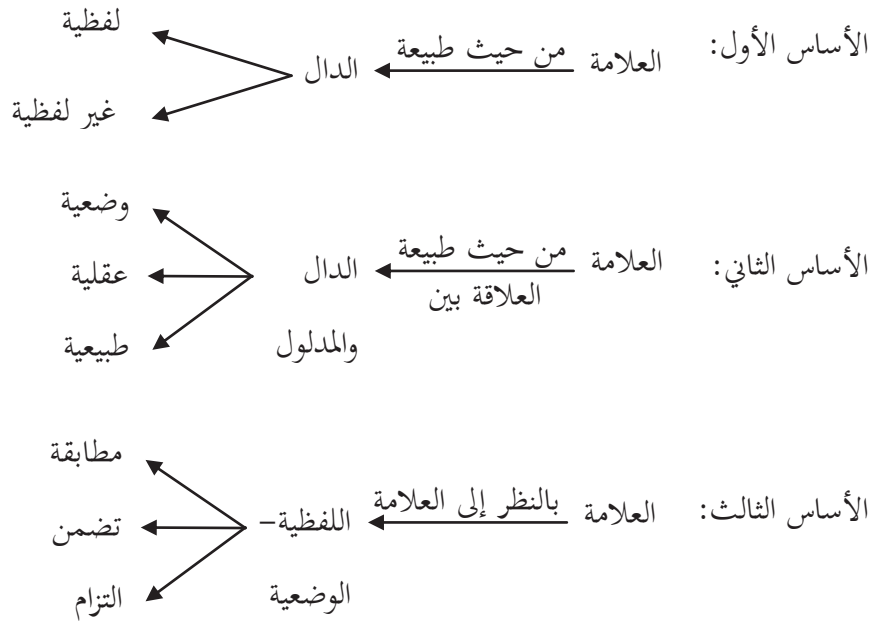 لفظية
الأساس الأول: العلامة من حيث طبيعة الدال
غير لفظية
وضعية
الأساس الثاني: العلامة من حيث طبيعة الدال عقلية
العلاقة بين
والمدلول طبيعية
مطابقة
الأساس الثالث: العلامة بالنظر إلى العلامة اللفظية– تضمن
الوضعية التزام